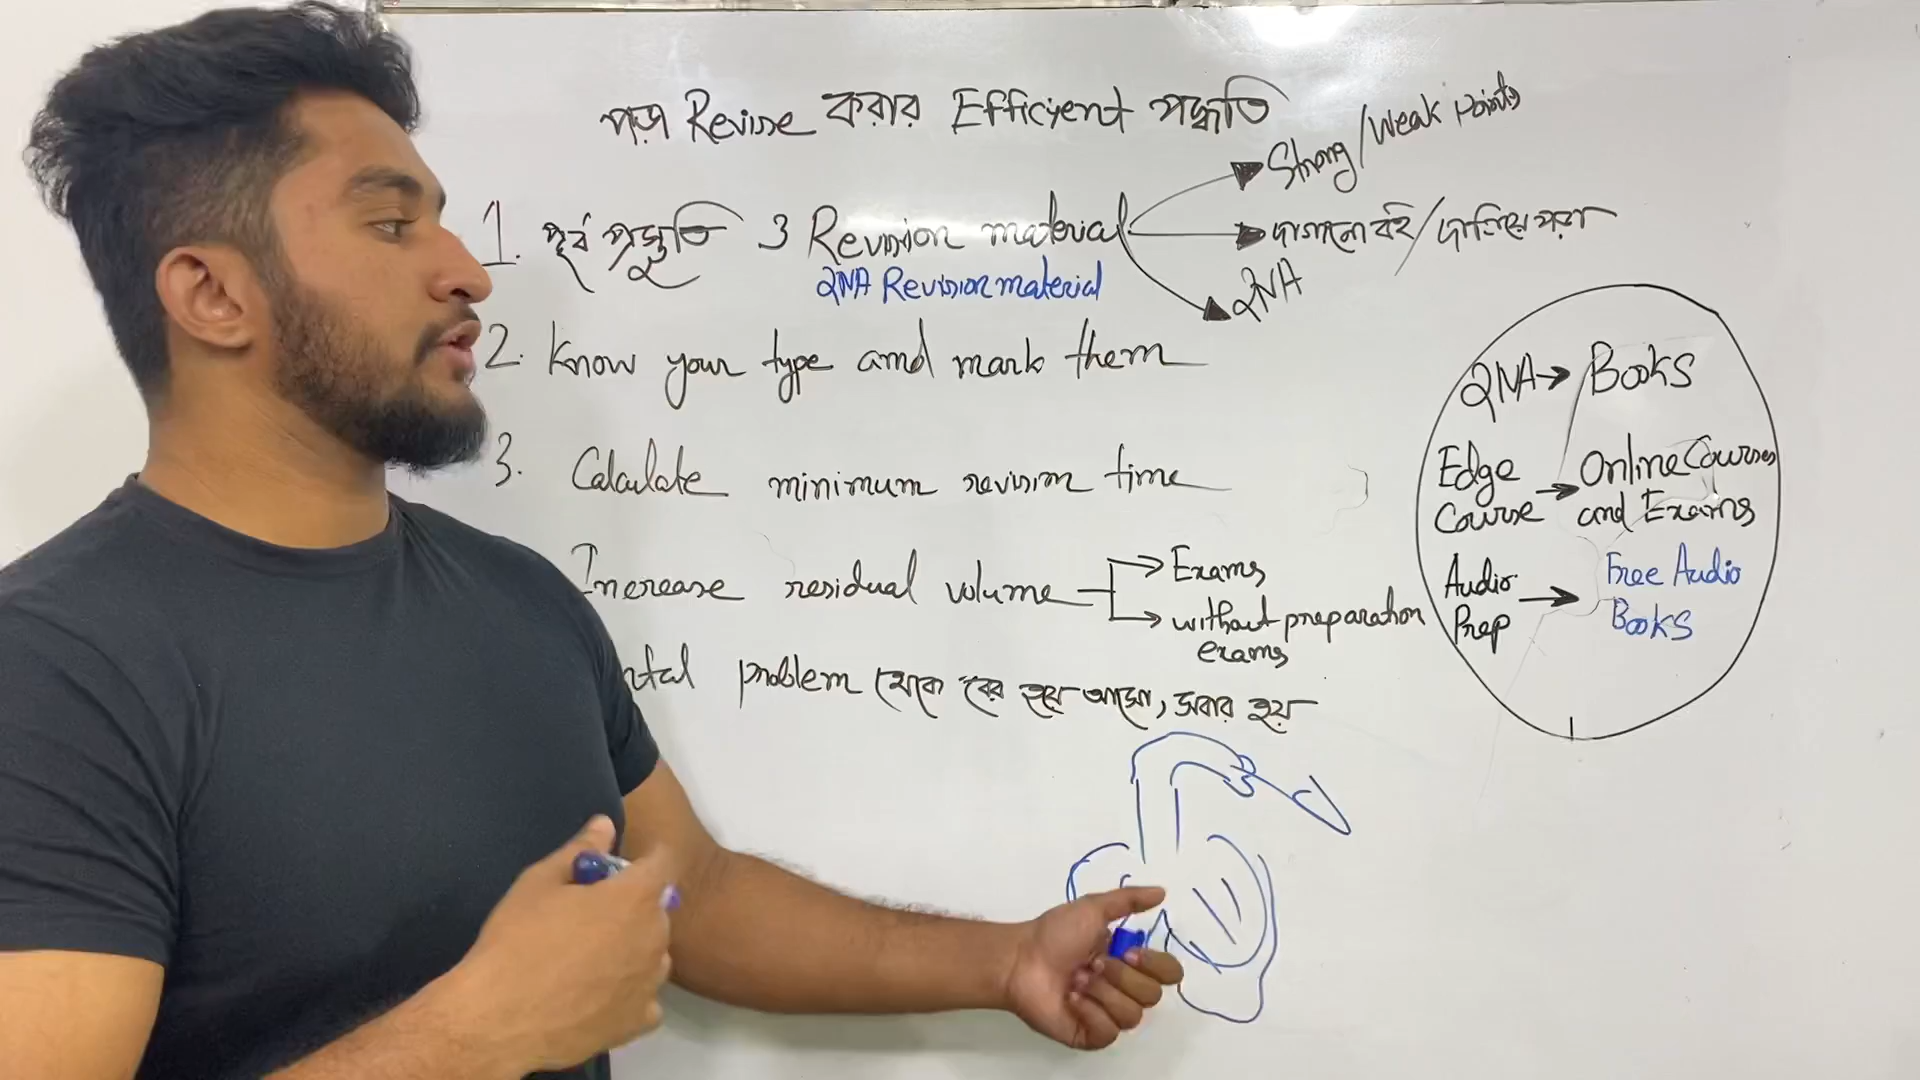 পড়া Revise করার Efficient পদ্ধতি
1. পূর্ব প্রস্তুতি 3 Revision material
Strong/Weak Points
দাগানো বই/দাগিয়ে পড়া
QNA
QNA Revision material
2. Know your type and mark them
3. Calculate minimum revision time
Increase residual volume
Exams
without preparation
exams
ntal problem থেকে বের হয়ে আসো, সবার হয়
QNA → Books
Edge Course → Online Courses and Exams
Audio Prep → Free Audio Books